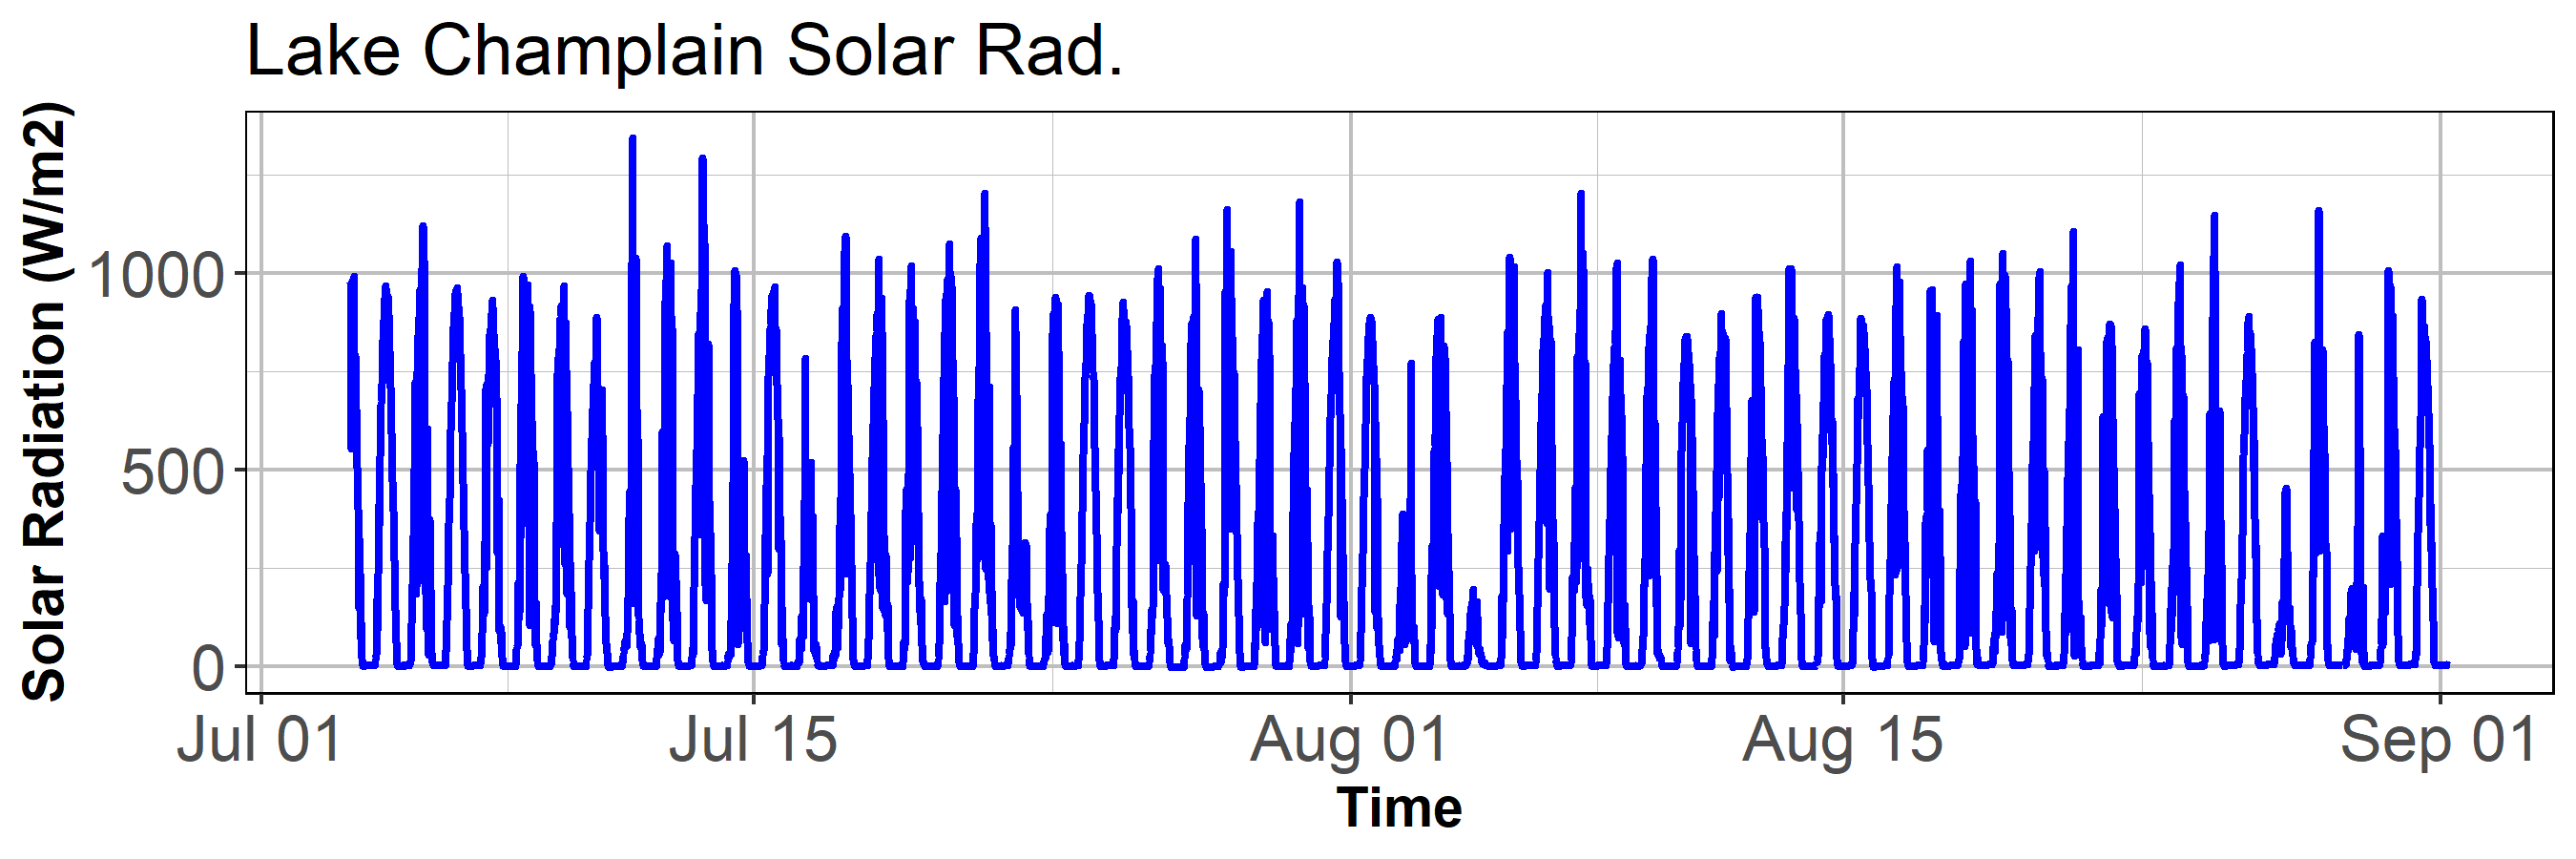 Lake Champlain Solar Rad.
Solar Radiation (W/m2)
1000
500
0
Jul 01
Jul 15
Aug 01
Aug 15
Sep 01
Time